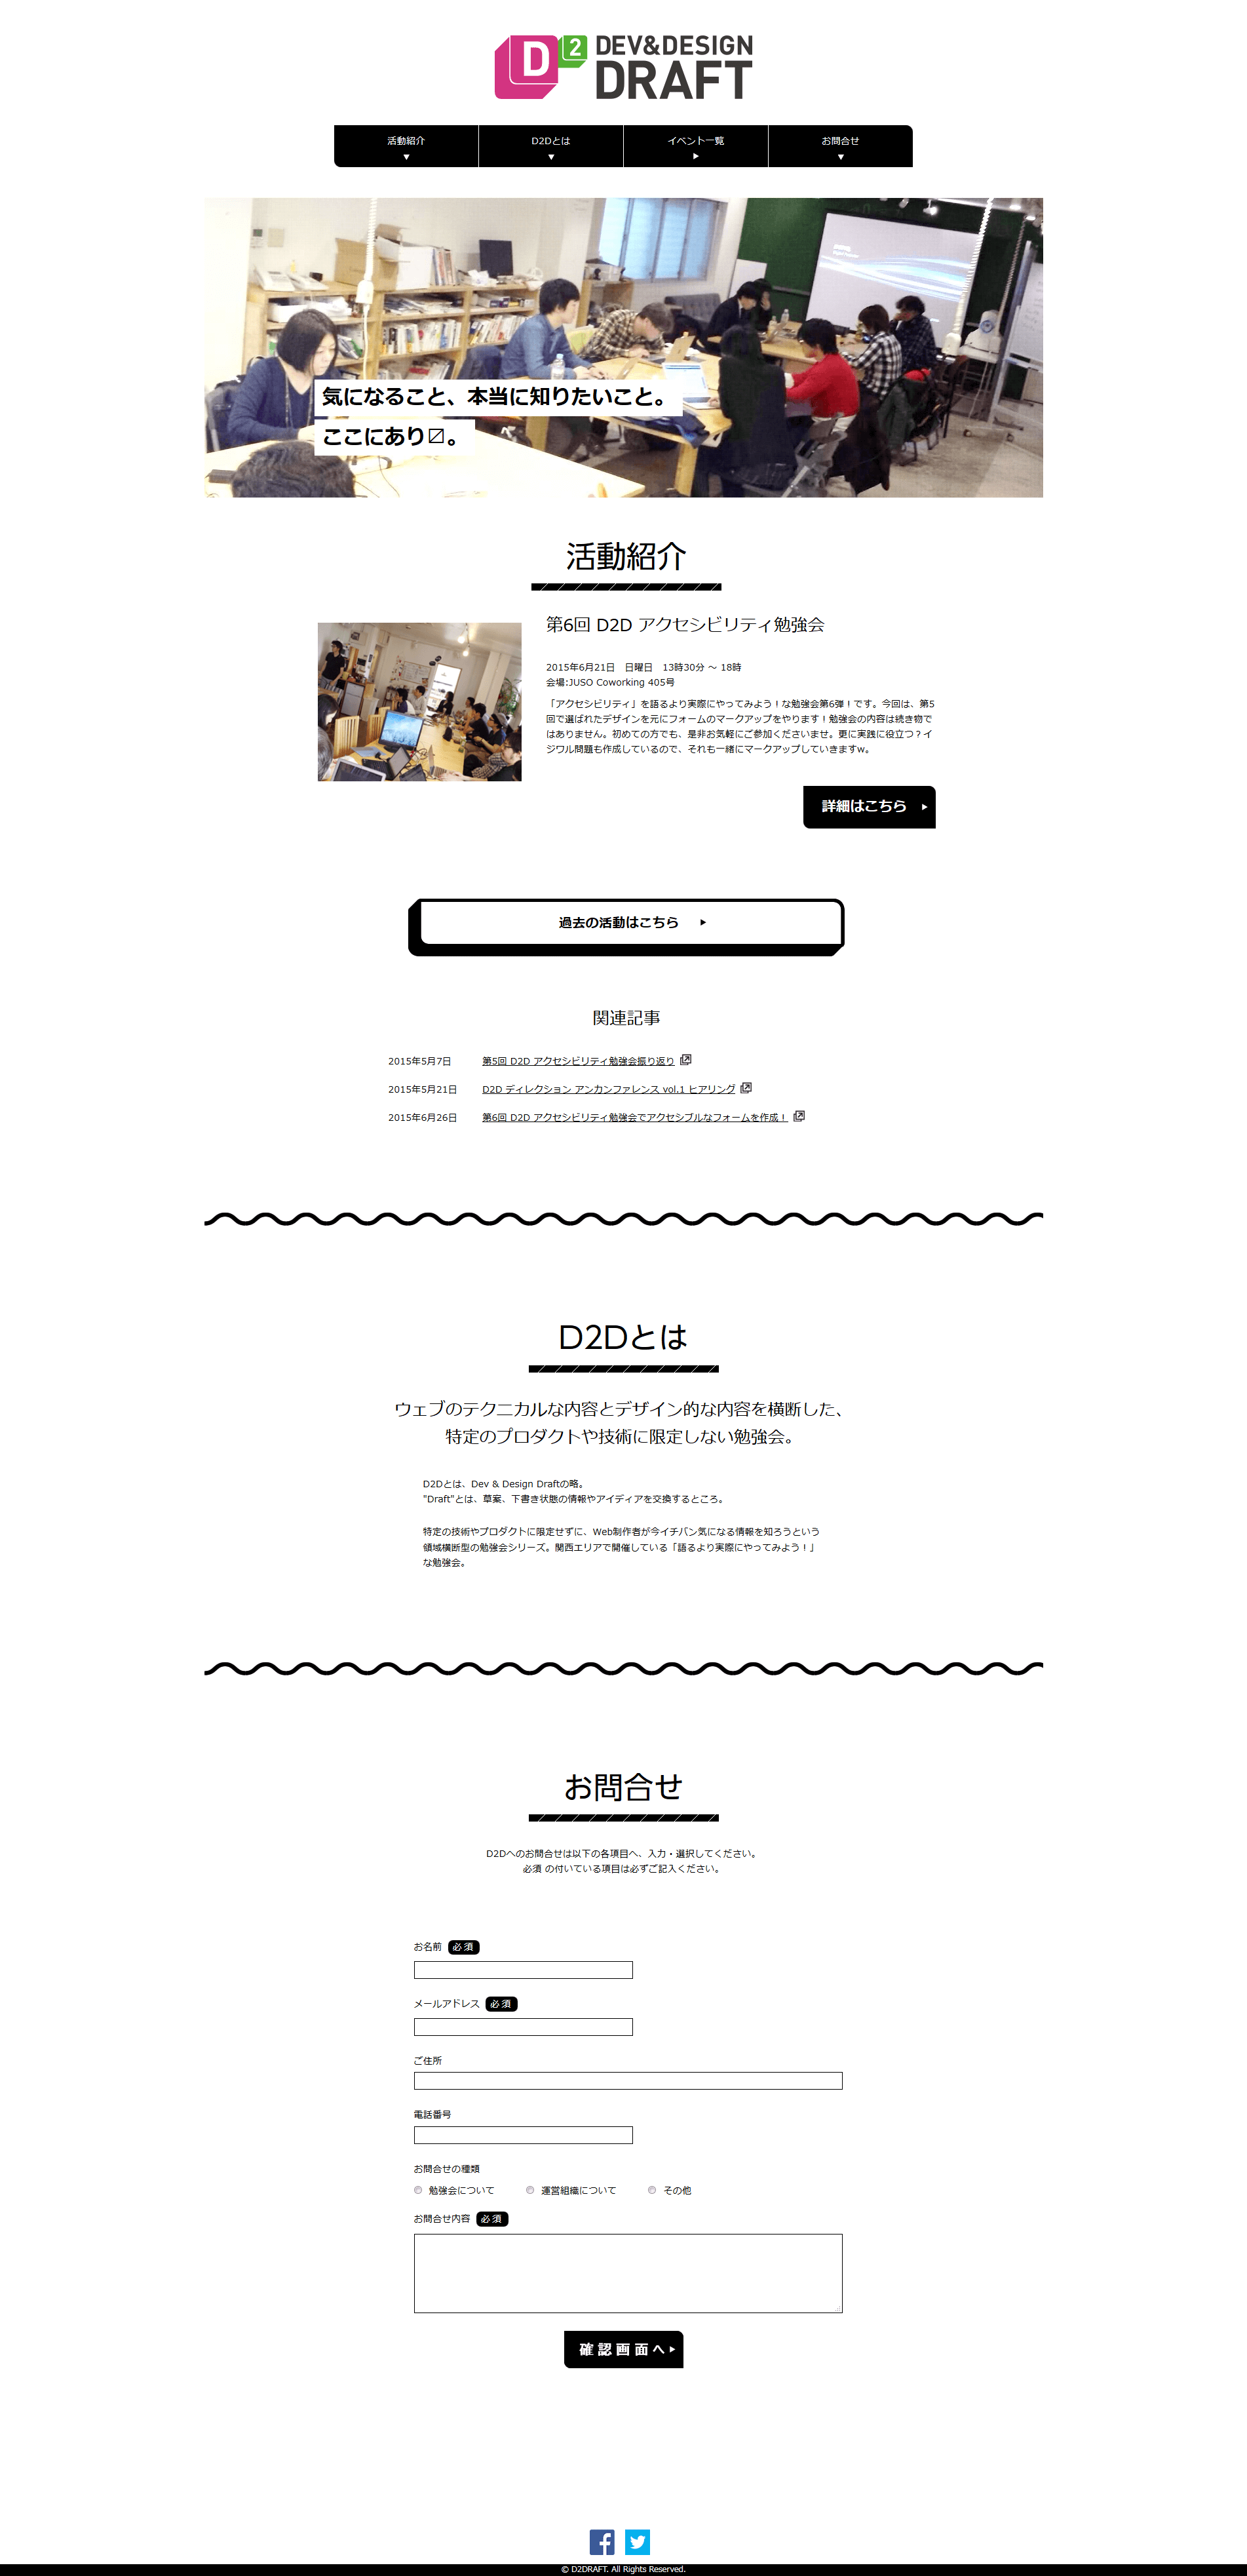 D2 DEV&DESIGN
DRAFT
活動紹介
D2Dとは
イベント一覧
お問合せ
気になること、本当に知りたいこと。
ここにあり〼。
活動紹介
第6回 D2D アクセシビリティ勉強会
2015年6月21日 日曜日 13時30分 ～ 18時
会場:JUSO Coworking 405号
「アクセシビリティ」を語るより実際にやってみよう！な勉強会第6弾！です。今回は、第5
回で選ばれたデザインを元にフォームのマークアップをやります！勉強会の内容は続き物で
はありません。初めての方でも、是非お気軽にご参加くださいませ。更に実践に役立つ？イ
ジワル問題も作成しているので、それも一緒にマークアップしていきますw。
詳細はこちら
過去の活動はこちら
関連記事
2015年5月7日 第5回 D2D アクセシビリティ勉強会振り返り
2015年5月21日 D2D ディレクション アンカンファレンス vol.1 ヒアリング
2015年6月26日 第6回 D2D アクセシビリティ勉強会でアクセシブルなフォームを作成！
D2Dとは
ウェブのテクニカルな内容とデザイン的な内容を横断した、
特定のプロダクトや技術に限定しない勉強会。
D2Dとは、Dev & Design Draftの略。
"Draft"とは、草案、下書き状態の情報やアイディアを交換するところ。
特定の技術やプロダクトに限定せずに、Web制作者が今イチバン気になる情報を知ろうという
領域横断型の勉強会シリーズ。関西エリアで開催している「語るより実際にやってみよう！」
な勉強会。
お問合せ
D2Dへのお問合せは以下の各項目へ、入力・選択してください。
必須 の付いている項目は必ずご記入ください。
お名前 必須
メールアドレス 必須
ご住所
電話番号
お問合せの種類
勉強会について 運営組織について その他
お問合せ内容 必須
確認画面へ
© D2DRAFT. All Rights Reserved.